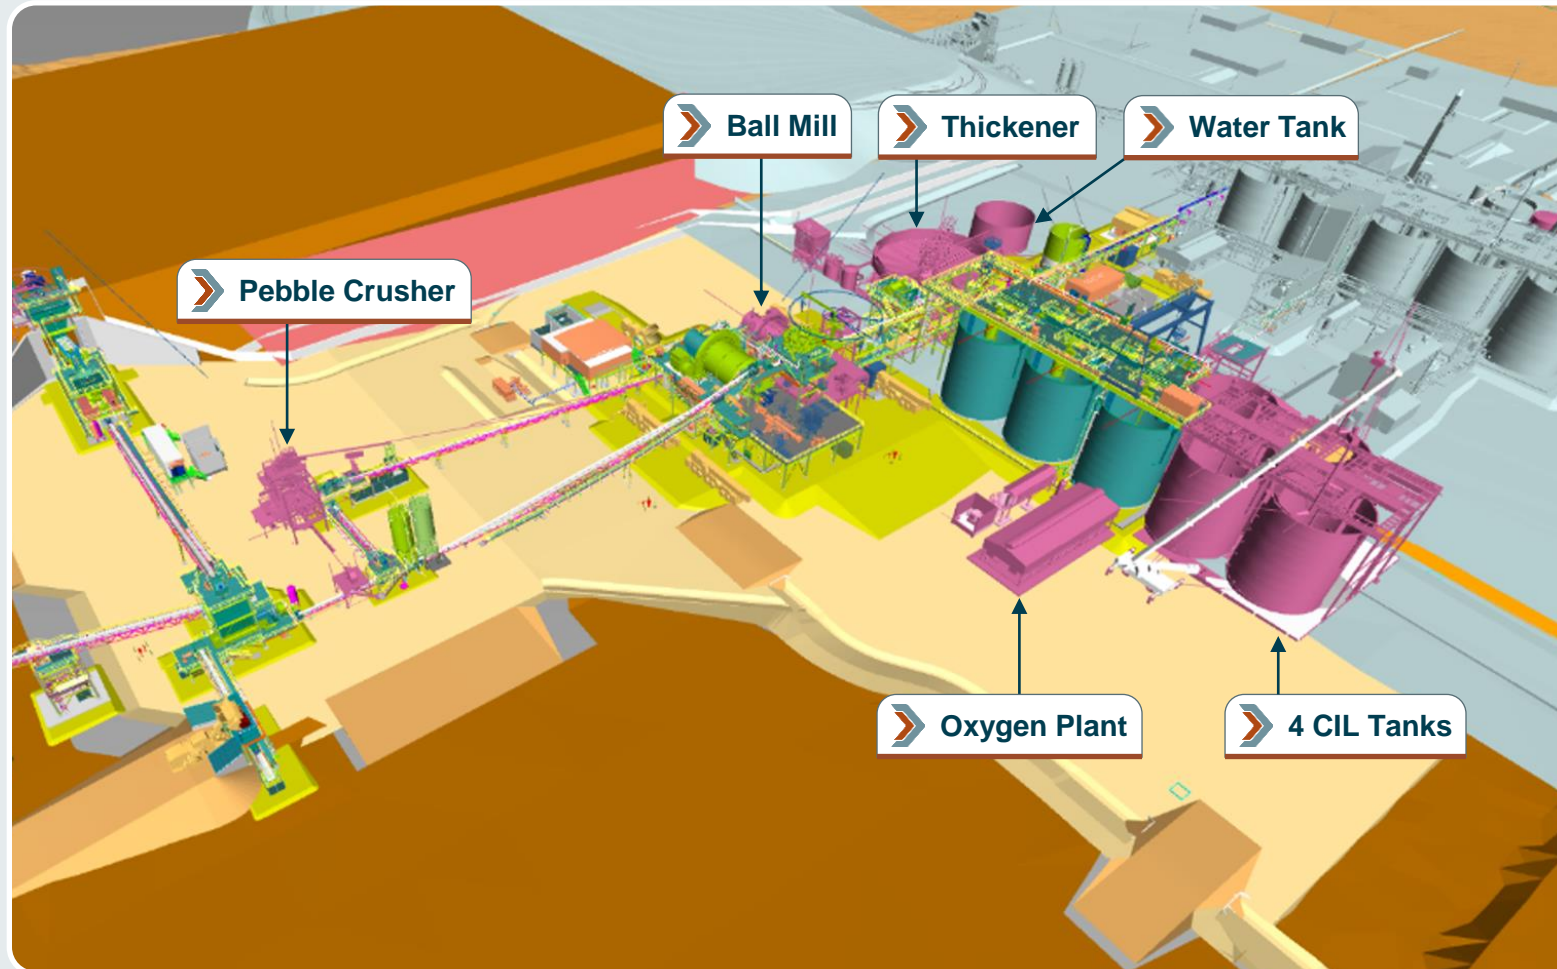 Ball Mill
Thickener
Water Tank
Pebble Crusher
Oxygen Plant
4 CIL Tanks